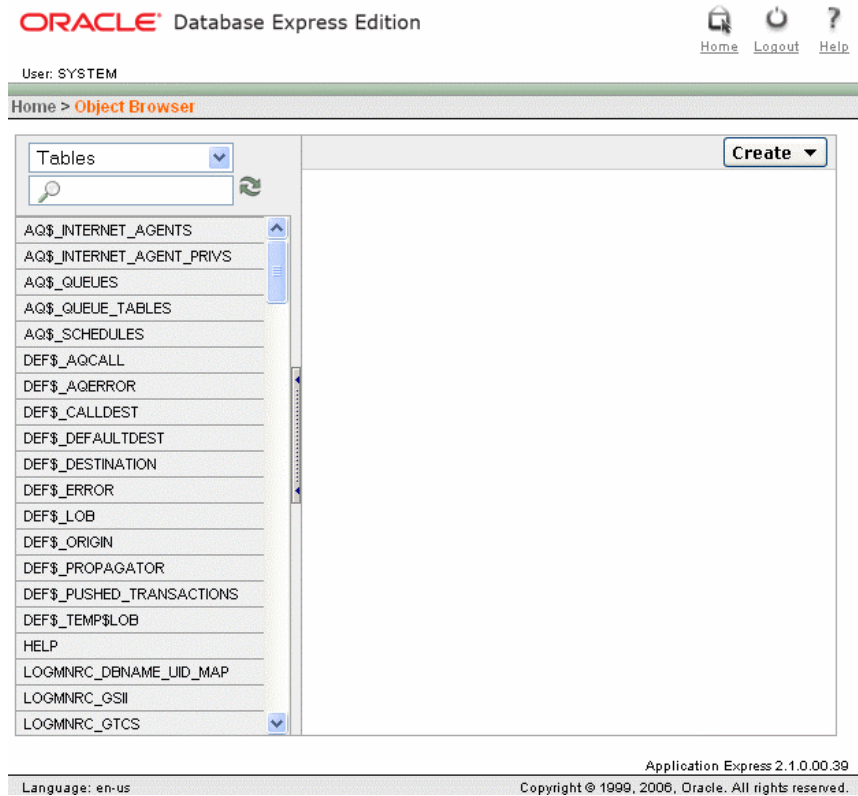 ORACLE® Database Express Edition
Home Logout Help
User: SYSTEM
Home > Object Browser
Tables
Create
AQ$_INTERNET_AGENTS
AQ$_INTERNET_AGENT_PRIVS
AQ$_QUEUES
AQ$_QUEUE_TABLES
AQ$_SCHEDULES
DEF$_AQCALL
DEF$_AQERROR
DEF$_CALLDEST
DEF$_DEFAULTDEST
DEF$_DESTINATION
DEF$_ERROR
DEF$_LOB
DEF$_ORIGIN
DEF$_PROPAGATOR
DEF$_PUSHED_TRANSACTIONS
DEF$_TEMP$LOB
HELP
LOGMNRC_DBNAME_UID_MAP
LOGMNRC_GSII
LOGMNRC_GTCS
Application Express 2.1.0.00.39
Language: en-us
Copyright © 1999, 2006, Oracle. All rights reserved.